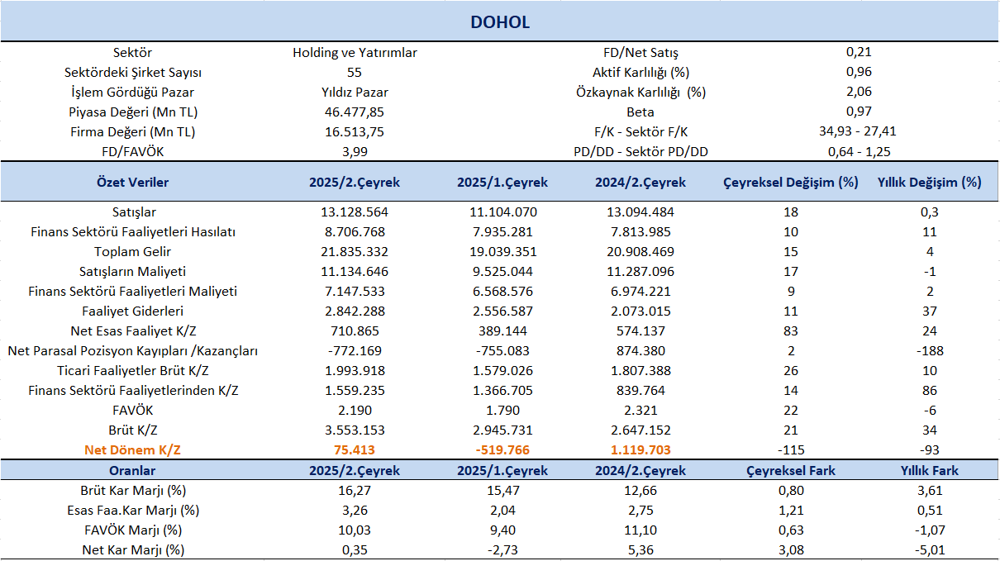 DOHOL
Sektör Holding ve Yatırımlar FD/Net Satış 0,21
Sektördeki Şirket Sayısı 55 Aktif Karlılığı (%) 0,96
İşlem Gördüğü Pazar Yıldız Pazar Özkaynak Karlılığı (%) 2,06
Piyasa Değeri (Mn TL) 46.477,85 Beta 0,97
Firma Değeri (Mn TL) 16.513,75 F/K - Sektör F/K 34,93 - 27,41
FD/FAVÖK 3,99 PD/DD - Sektör PD/DD 0,64 - 1,25
Özet Veriler 2025/2.Çeyrek 2025/1.Çeyrek 2024/2.Çeyrek Çeyreksel Değişim (%) Yıllık Değişim (%)
Satışlar 13.128.564 11.104.070 13.094.484 18 0,3
Finans Sektörü Faaliyetleri Hasılatı 8.706.768 7.935.281 7.813.985 10 11
Toplam Gelir 21.835.332 19.039.351 20.908.469 15 4
Satışların Maliyeti 11.134.646 9.525.044 11.287.096 17 -1
Finans Sektörü Faaliyetleri Maliyeti 7.147.533 6.568.576 6.974.221 9 2
Faaliyet Giderleri 2.842.288 2.556.587 2.073.015 11 37
Net Esas Faaliyet K/Z 710.865 389.144 574.137 83 24
Net Parasal Pozisyon Kayıpları /Kazançları -772.169 -755.083 874.380 2 -188
Ticari Faaliyetler Brüt K/Z 1.993.918 1.579.026 1.807.388 26 10
Finans Sektörü Faaliyetlerinden K/Z 1.559.235 1.366.705 839.764 14 86
FAVÖK 2.190 1.790 2.321 22 -6
Brüt K/Z 3.553.153 2.945.731 2.647.152 21 34
Net Dönem K/Z 75.413 -519.766 1.119.703 -115 -93
Oranlar 2025/2.Çeyrek 2025/1.Çeyrek 2024/2.Çeyrek Çeyreksel Fark Yıllık Fark
Brüt Kar Marjı (%) 16,27 15,47 12,66 0,80 3,61
Esas Faa.Kar Marjı (%) 3,26 2,04 2,75 1,21 0,51
FAVÖK Marjı (%) 10,03 9,40 11,10 0,63 -1,07
Net Kar Marjı (%) 0,35 -2,73 5,36 3,08 -5,01